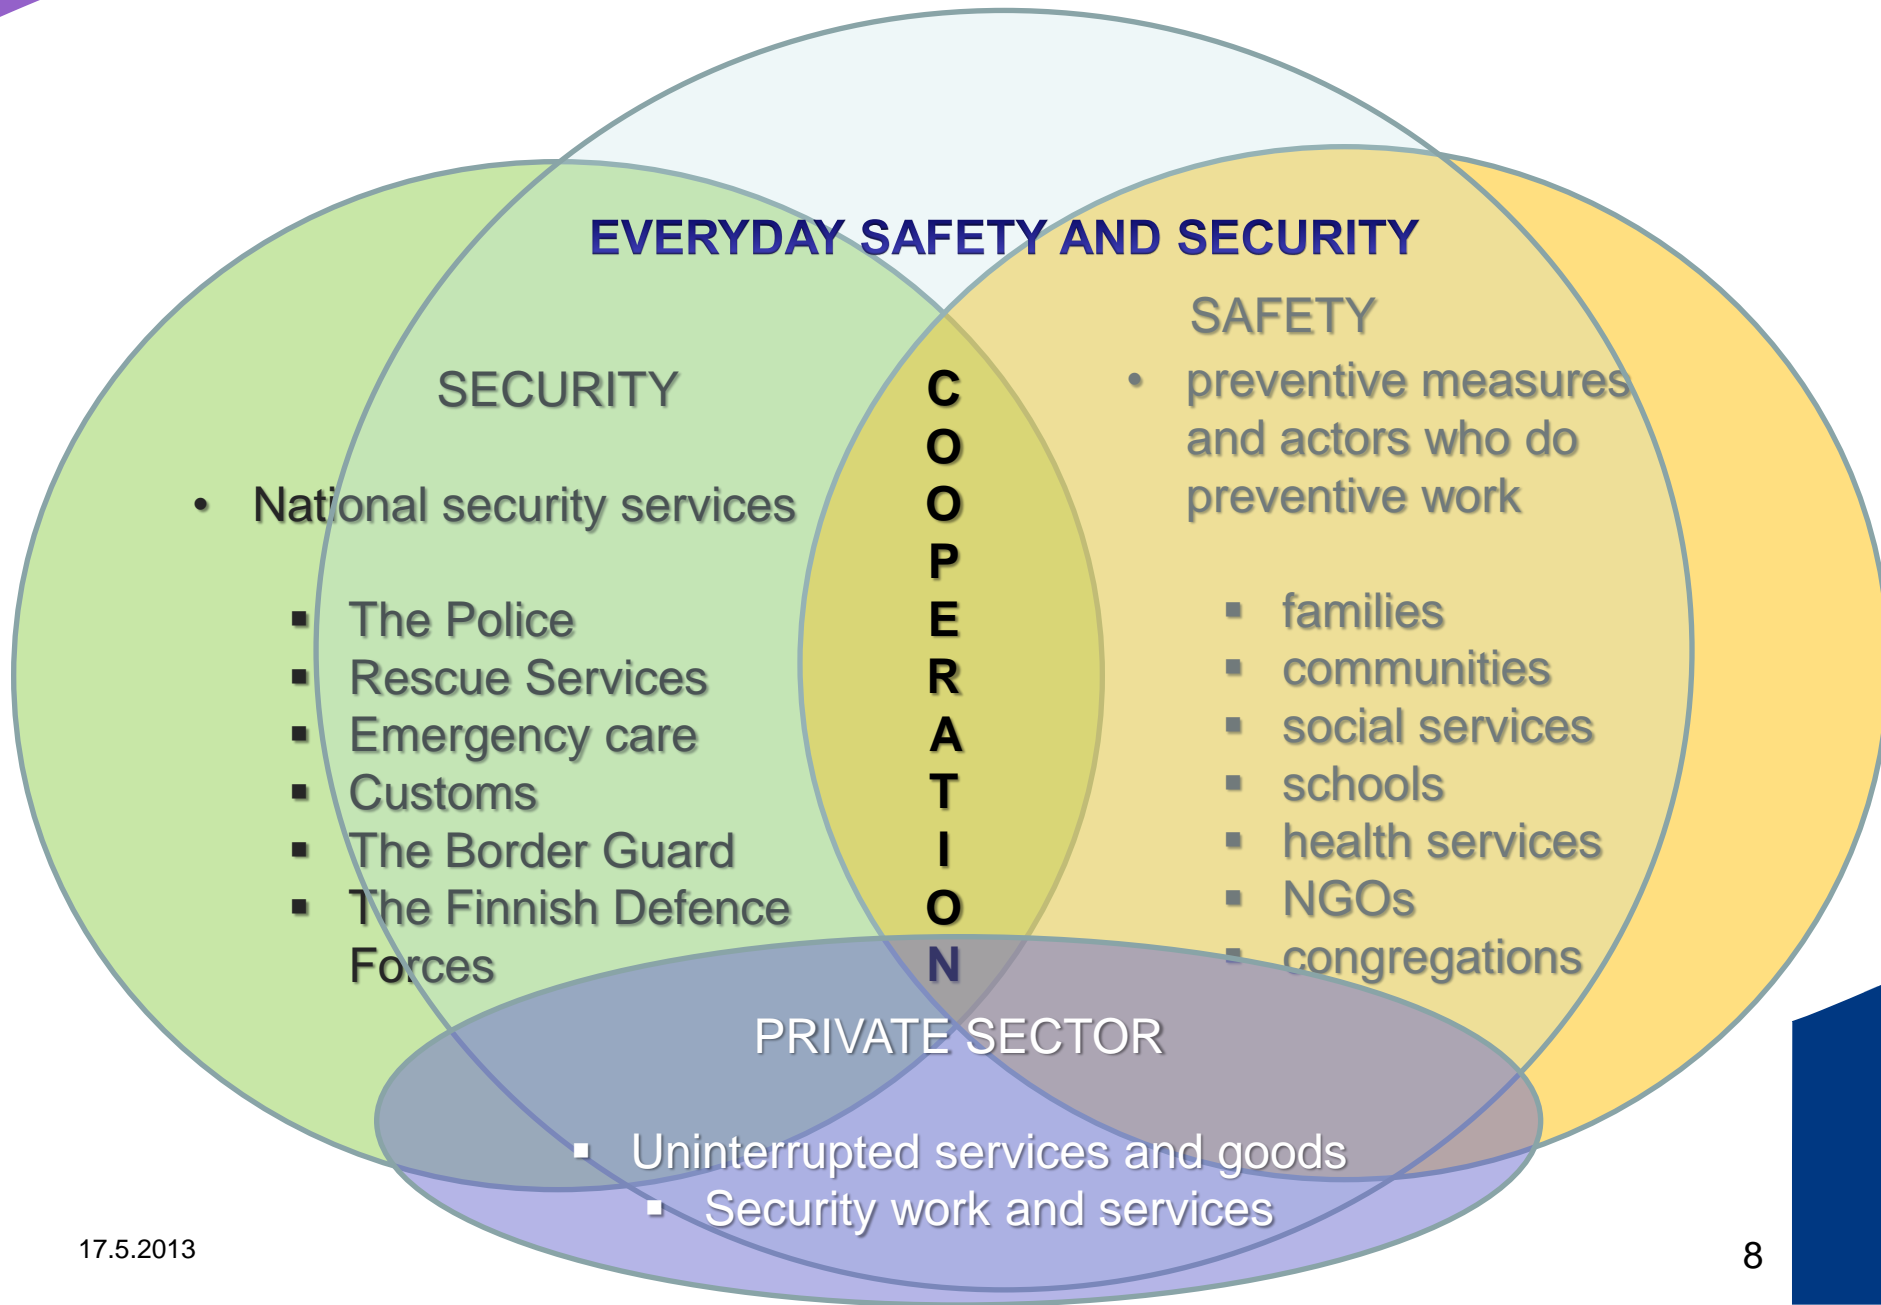 EVERYDAY SAFETY AND SECURITY
SECURITY
• National security services
▪ The Police
▪ Rescue Services
▪ Emergency care
▪ Customs
▪ The Border Guard
▪ The Finnish Defence
Forces
C
O
O
P
E
R
A
T
I
O
N
SAFETY
• preventive measures
and actors who do
preventive work
▪ families
▪ communities
▪ social services
▪ schools
▪ health services
▪ NGOs
▪ congregations
PRIVATE SECTOR
▪ Uninterrupted services and goods
▪ Security work and services
17.5.2013
8